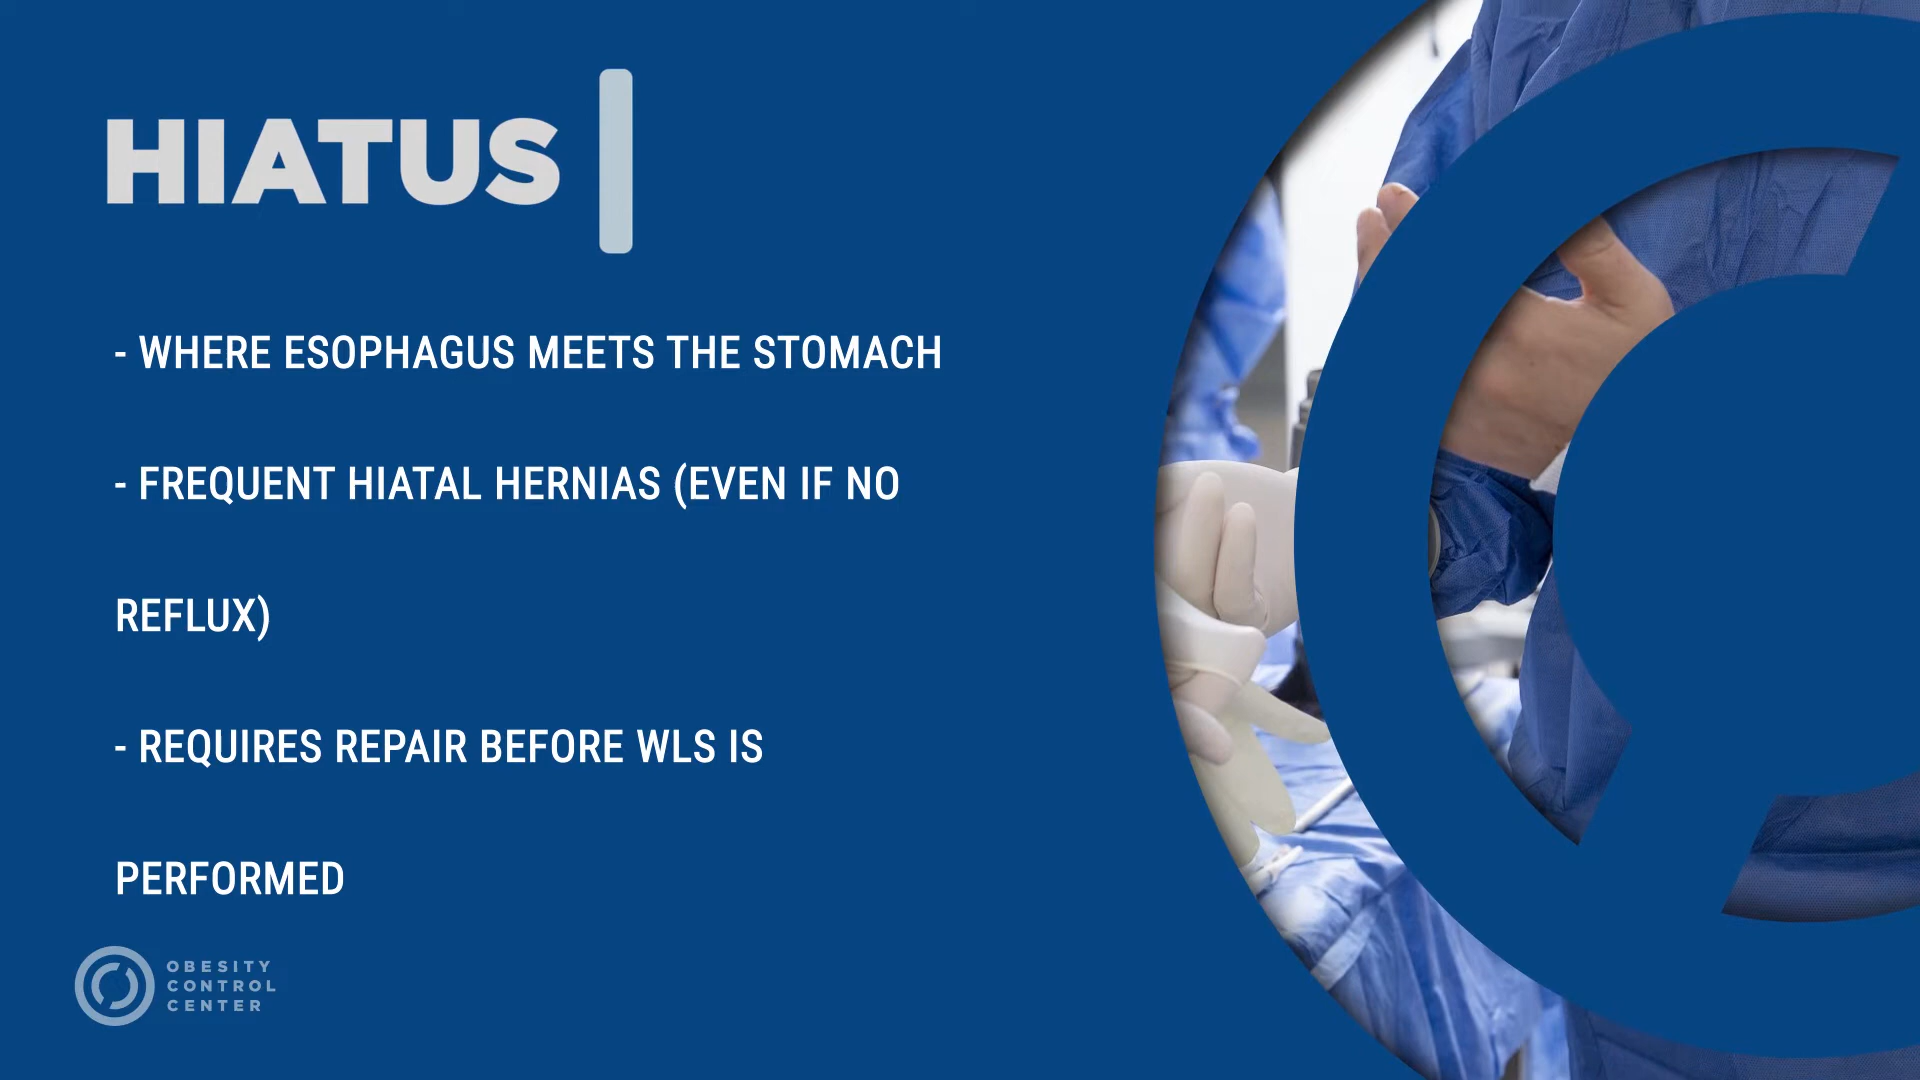 HIATUS
- WHERE ESOPHAGUS MEETS THE STOMACH
- FREQUENT HIATAL HERNIAS (EVEN IF NO
REFLUX)
- REQUIRES REPAIR BEFORE WLS IS
PERFORMED
OBESITY
CONTROL
CENTER